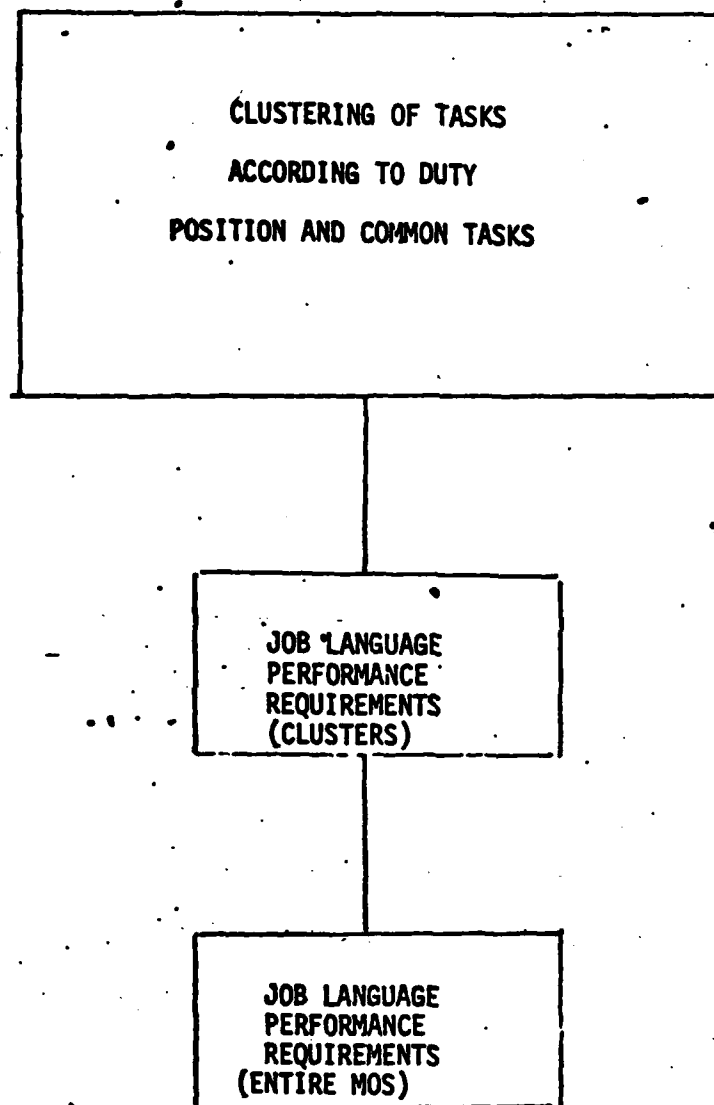 CLUSTERING OF TASKS
ACCORDING TO DUTY
POSITION AND COMMON TASKS
JOB LANGUAGE
PERFORMANCE
REQUIREMENTS
(CLUSTERS)
JOB LANGUAGE
PERFORMANCE
REQUIREMENTS
(ENTIRE MOS)